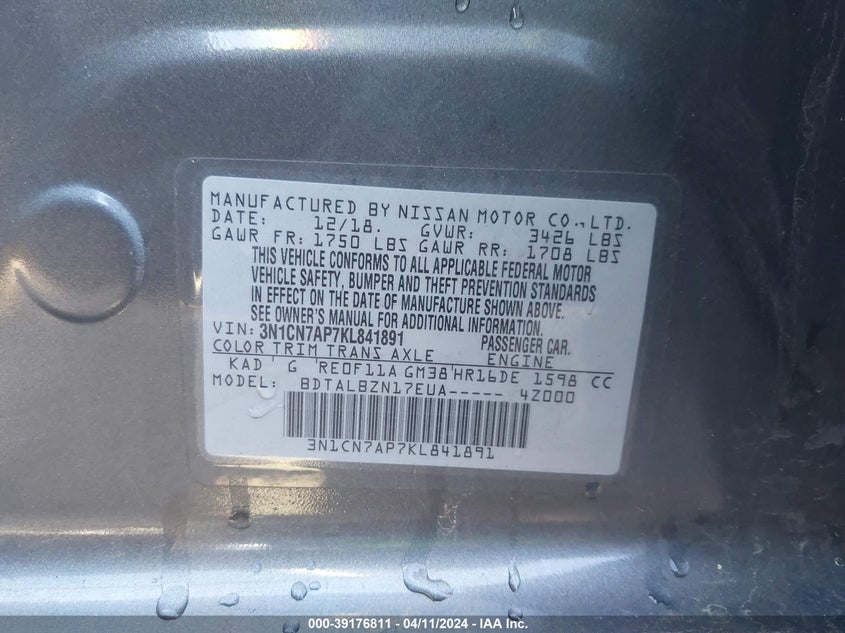 MANUFACTURED BY NISSAN MOTOR CO.,LTD.
DATE: 12/18. GVWR: 3426 LBS
GAWR FR: 1750 LBS GAWR RR: 1708 LBS
THIS VEHICLE CONFORMS TO ALL APPLICABLE FEDERAL MOTOR
VEHICLE SAFETY, BUMPER AND THEFT PREVENTION STANDARDS
IN EFFECT ON THE DATE OF MANUFACTURE SHOWN ABOVE.
SEE OWNER'S MANUAL FOR ADDITIONAL INFORMATION.
VIN: 3N1CN7AP7KL841891 PASSENGER CAR.
COLOR TRIM TRANS AXLE ENGINE
KAD G RE0F11A GM38 HR16DE 1598 CC
MODEL: BDTALBZN17EUA----- 4Z000
3N1CN7AP7KL841891
000-39176811 - 04/11/2024 - IAA Inc.